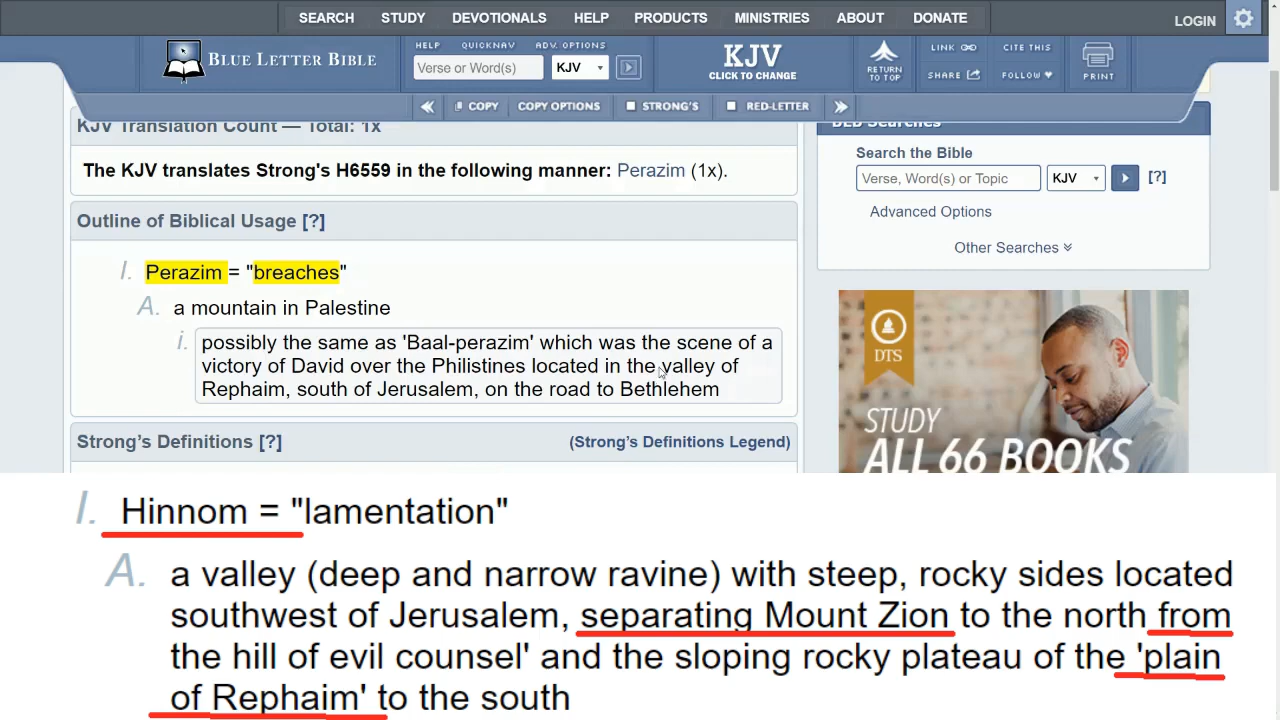 SEARCH STUDY DEVOTIONALS HELP PRODUCTS MINISTRIES ABOUT DONATE LOGIN
BLUE LETTER BIBLE
HELP QUICKNAV ADV. OPTIONS
Verse or Word(s) KJV
KJV
CLICK TO CHANGE
RETURN
TO TOP
LINK CITE THIS
SHARE FOLLOW
PRINT
COPY COPY OPTIONS STRONG'S RED-LETTER
KJV Translation Count — Total: 1x
The KJV translates Strong's H6559 in the following manner: Perazim (1x).
Outline of Biblical Usage [?]
I. Perazim = "breaches"
A. a mountain in Palestine
i. possibly the same as 'Baal-perazim' which was the scene of a
victory of David over the Philistines located in the valley of
Rephaim, south of Jerusalem, on the road to Bethlehem
Strong's Definitions [?] (Strong's Definitions Legend)
Searches
Search the Bible
Verse, Word(s) or Topic KJV [?]
Advanced Options
Other Searches
DTS
STUDY
ALL 66 BOOKS
I. Hinnom = "lamentation"
A. a valley (deep and narrow ravine) with steep, rocky sides located
southwest of Jerusalem, separating Mount Zion to the north from
the hill of evil counsel' and the sloping rocky plateau of the 'plain
of Rephaim' to the south